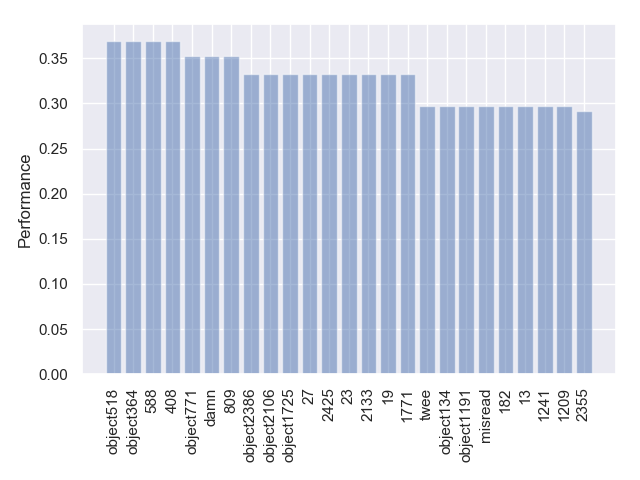 Performance
0.35
0.30
0.25
0.20
0.15
0.10
0.05
0.00
object518
object364
588
408
object771
damn
809
object2386
object2106
object1725
27
2425
23
2133
19
1771
twee
object134
object1191
misread
182
13
1241
1209
2355